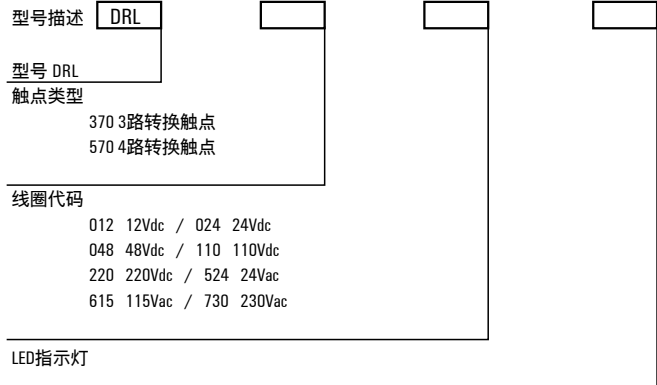 型号描述 DRL
型号 DRL
触点类型
370 3路转换触点
570 4路转换触点
线圈代码
012 12Vdc / 024 24Vdc
048 48Vdc / 110 110Vdc
220 220Vdc / 524 24Vac
615 115Vac / 730 230Vac
LED指示灯